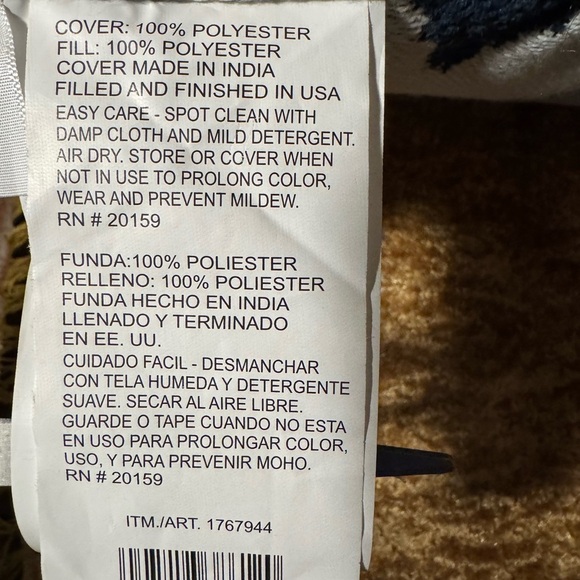 COVER: 100% POLYESTER
FILL: 100% POLYESTER
COVER MADE IN INDIA
FILLED AND FINISHED IN USA
EASY CARE - SPOT CLEAN WITH
DAMP CLOTH AND MILD DETERGENT.
AIR DRY. STORE OR COVER WHEN
NOT IN USE TO PROLONG COLOR,
WEAR AND PREVENT MILDEW.
RN # 20159
FUNDA:100% POLIESTER
RELLENO: 100% POLIESTER
FUNDA HECHO EN INDIA
LLENADO Y TERMINADO
EN EE. UU.
CUIDADO FACIL - DESMANCHAR
CON TELA HUMEDA Y DETERGENTE
SUAVE. SECAR AL AIRE LIBRE.
GUARDE O TAPE CUANDO NO ESTA
EN USO PARA PROLONGAR COLOR,
USO, Y PARA PREVENIR MOHO.
RN # 20159
ITM./ART. 1767944